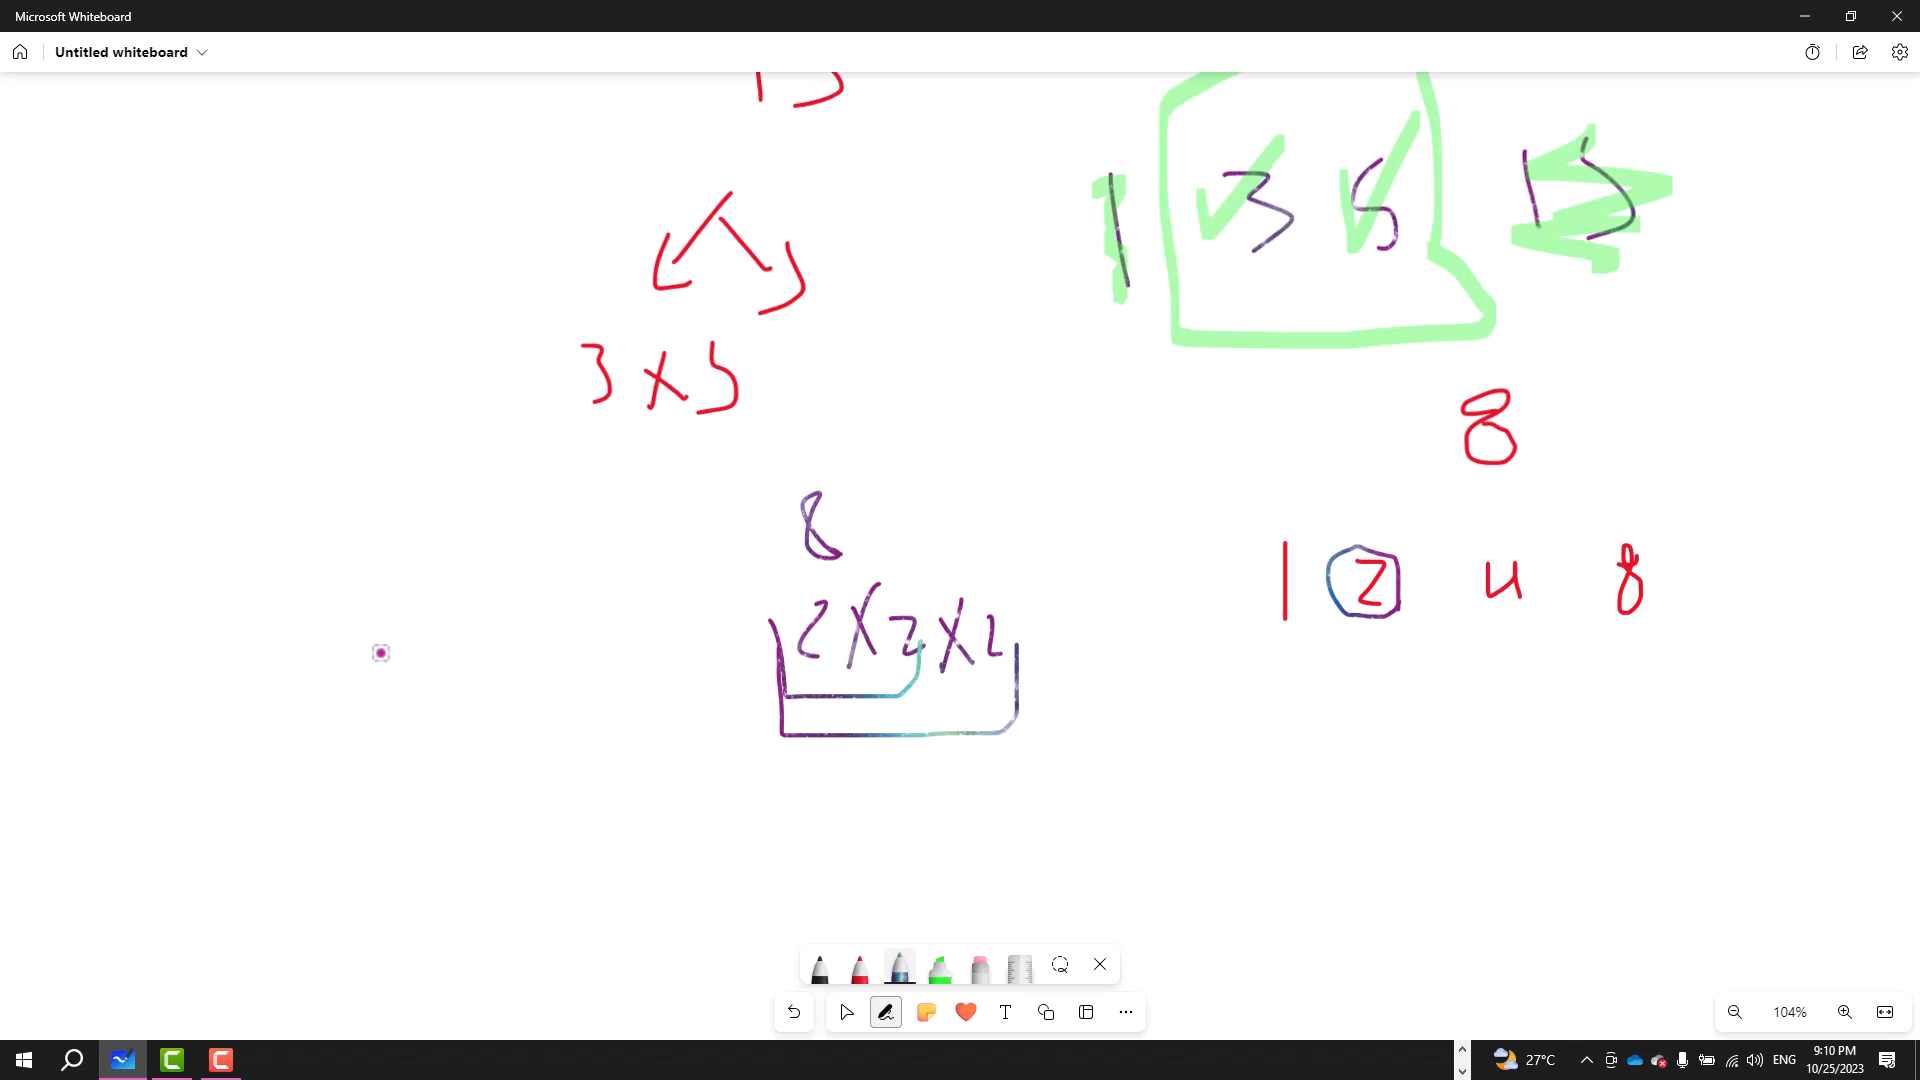 Microsoft Whiteboard
Untitled whiteboard
15
1 3 5 15
3 x 5
8
8
1 2 4 8
2 x 2 x 2
104%
27°C
ENG
9:10 PM
10/25/2023